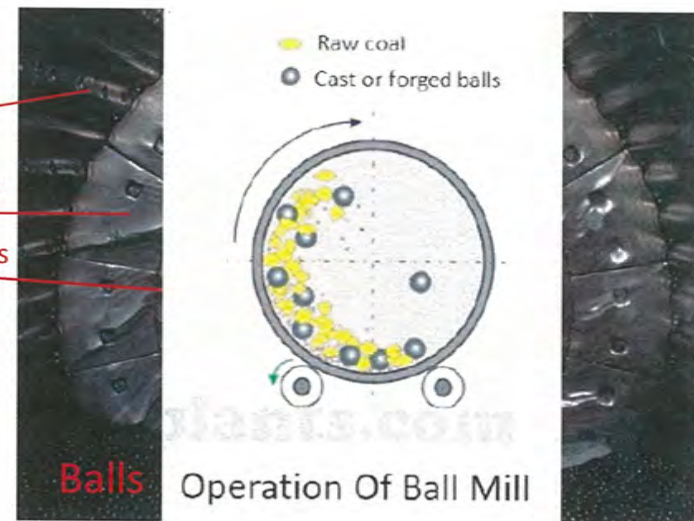 Raw coal
Cast or forged balls
s
Balls
Operation Of Ball Mill